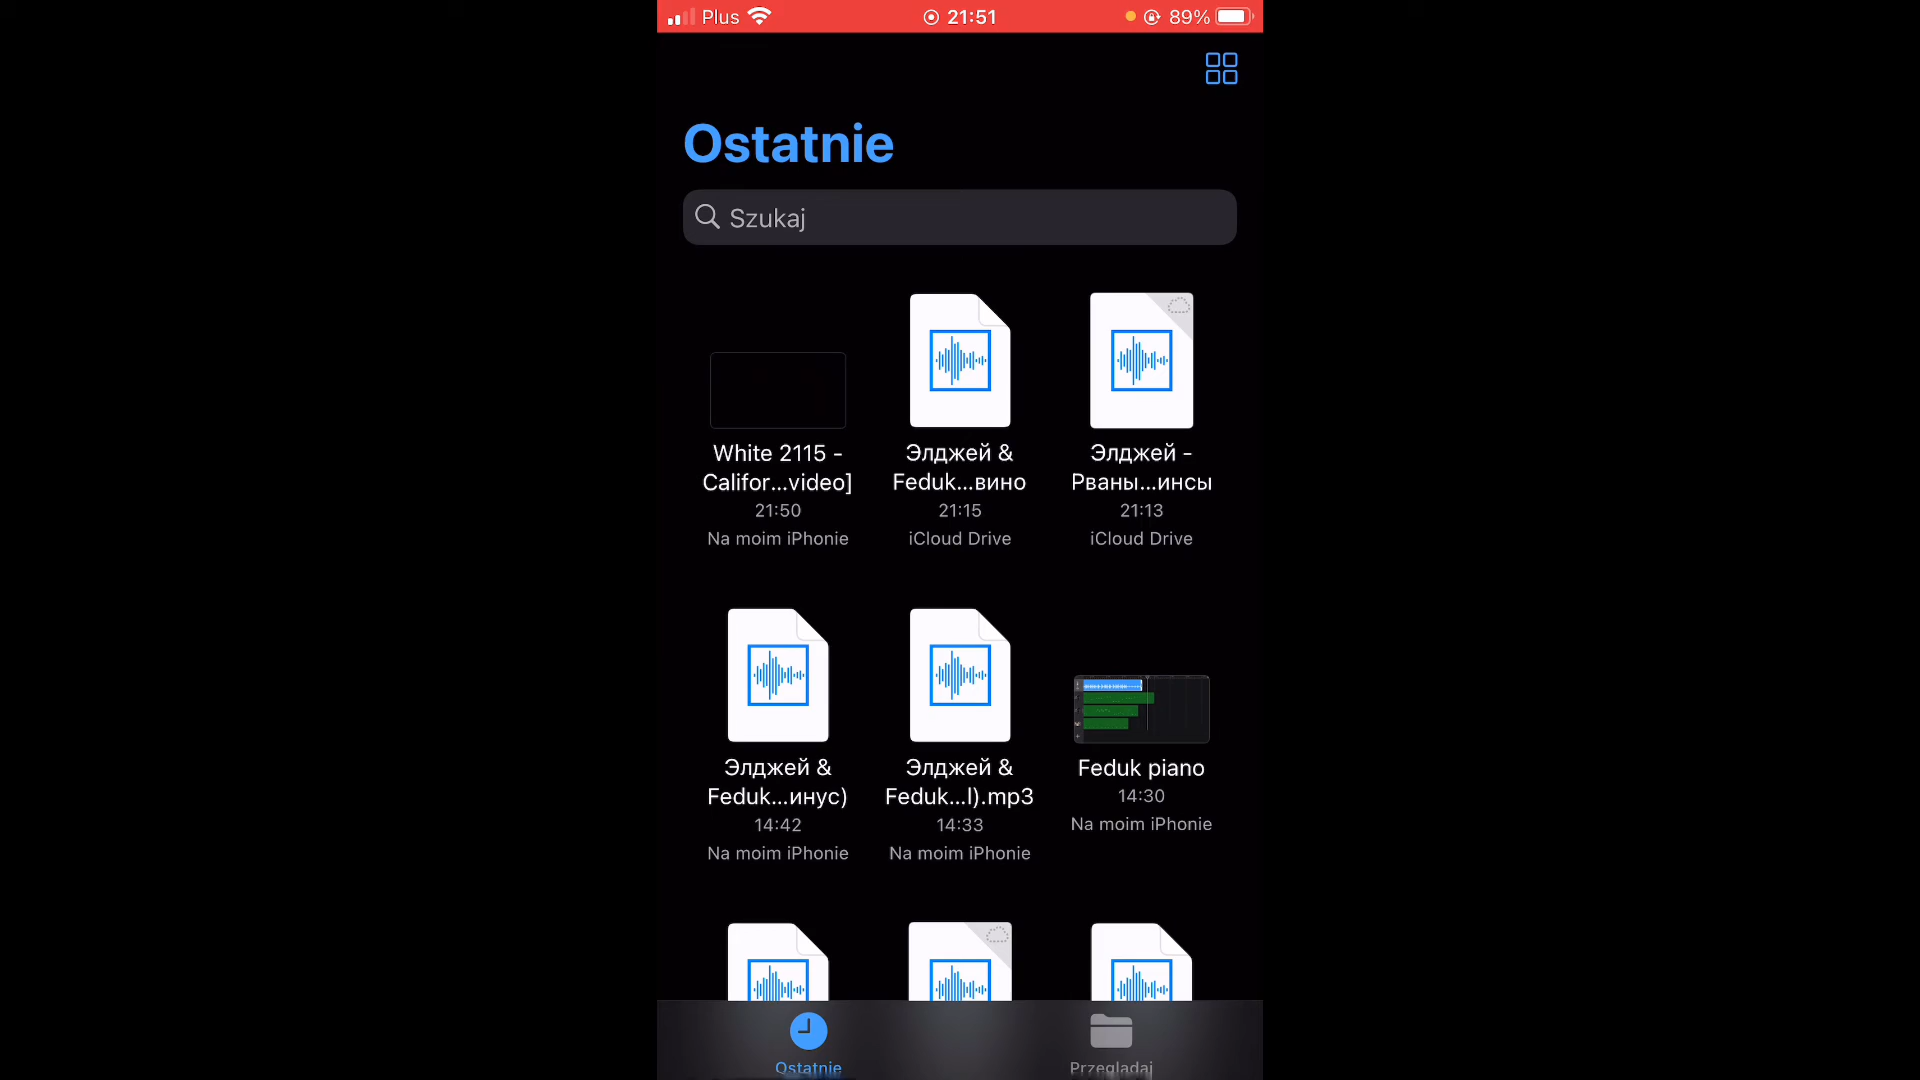 Plus 21:51 89%
Ostatnie
Szukaj
White 2115 -
Califor...video]
21:50
Na moim iPhonie
Элджей &
Feduk...вино
21:15
iCloud Drive
Элджей -
Рваны...инсы
21:13
iCloud Drive
Элджей &
Feduk...инус)
14:42
Na moim iPhonie
Элджей &
Feduk...l).mp3
14:33
Na moim iPhonie
Feduk piano
14:30
Na moim iPhonie
Ostatnie
Przeglądaj